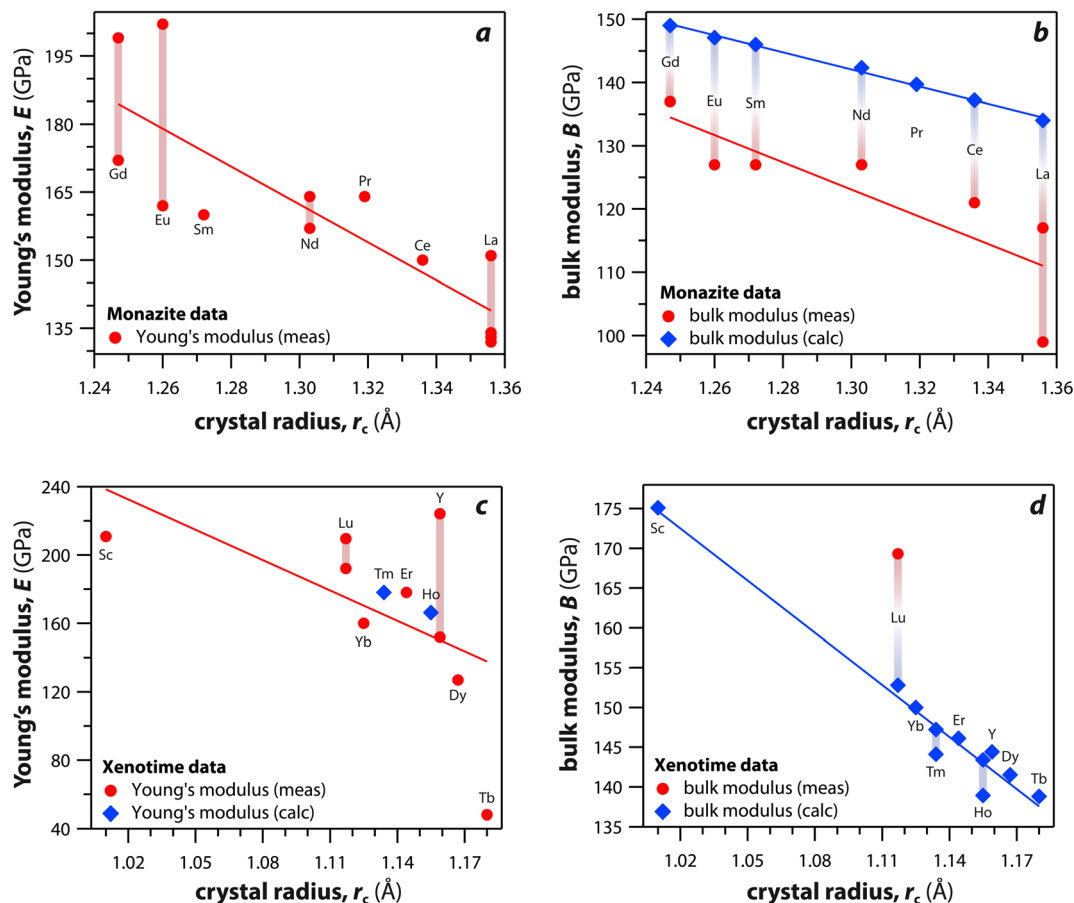 a
Young's modulus, E (GPa)
195
180
165
150
135
Gd
Eu
Sm
Nd
Pr
Ce
La
Monazite data
Young's modulus (meas)
1.24
1.26
1.28
1.30
1.32
1.34
1.36
crystal radius, rc (Å)
b
bulk modulus, B (GPa)
150
140
130
120
110
100
Gd
Eu
Sm
Nd
Pr
Ce
La
Monazite data
bulk modulus (meas)
bulk modulus (calc)
1.24
1.26
1.28
1.30
1.32
1.34
1.36
crystal radius, rc (Å)
c
Young's modulus, E (GPa)
240
200
160
120
80
40
Sc
Lu
Yb
Tm
Er
Ho
Y
Dy
Tb
Xenotime data
Young's modulus (meas)
Young's modulus (calc)
1.02
1.05
1.08
1.11
1.14
1.17
crystal radius, rc (Å)
d
bulk modulus, B (GPa)
175
170
165
160
155
150
145
140
135
Sc
Lu
Yb
Tm
Er
Ho
Y
Dy
Tb
Xenotime data
bulk modulus (meas)
bulk modulus (calc)
1.02
1.05
1.08
1.11
1.14
1.17
crystal radius, rc (Å)